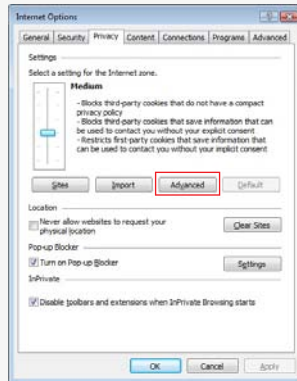 Internet Options
General Security Privacy Content Connections Programs Advanced
Settings
Select a setting for the Internet zone.
Medium
- Blocks third-party cookies that do not have a compact
privacy policy
- Blocks third-party cookies that save information that can
be used to contact you without your explicit consent
- Restricts first-party cookies that save information that
can be used to contact you without your implicit consent
Sites Import Advanced Default
Location
Never allow websites to request your
physical location
Clear Sites
Pop-up Blocker
Turn on Pop-up Blocker
Settings
InPrivate
Disable toolbars and extensions when InPrivate Browsing starts
OK Cancel Apply